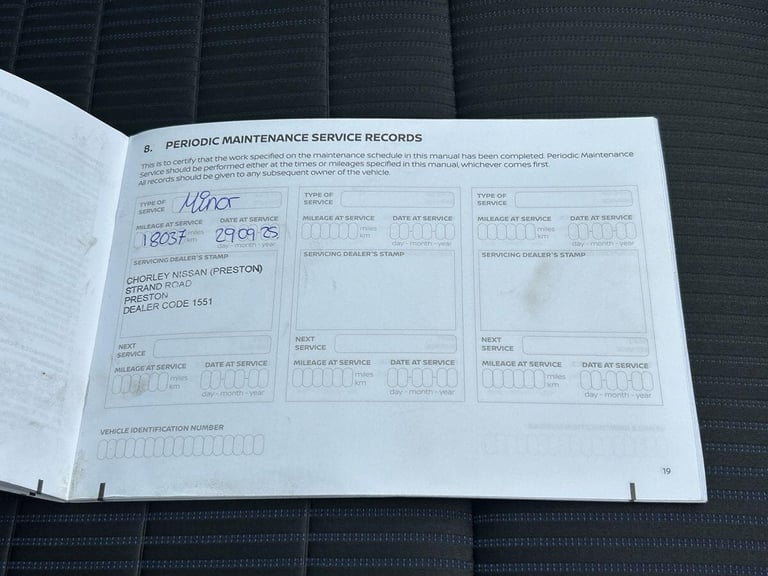 8. PERIODIC MAINTENANCE SERVICE RECORDS
This is to certify that the work specified on the maintenance schedule in this manual has been completed. Periodic Maintenance
Service should be performed either at the times or mileages specified in this manual, whichever comes first.
All records should be given to any subsequent owner of the vehicle.
TYPE OF
SERVICE
Minor
MILEAGE AT SERVICE
DATE AT SERVICE
18037 miles
km
29 09 25
day - month - year
SERVICING DEALER'S STAMP
CHORLEY NISSAN (PRESTON)
STRAND ROAD
PRESTON
DEALER CODE 1551
NEXT
SERVICE
MILEAGE AT SERVICE
DATE AT SERVICE
miles
km
day - month - year
TYPE OF
SERVICE
MILEAGE AT SERVICE
DATE AT SERVICE
miles
km
day - month - year
SERVICING DEALER'S STAMP
NEXT
SERVICE
MILEAGE AT SERVICE
DATE AT SERVICE
miles
km
day - month - year
TYPE OF
SERVICE
MILEAGE AT SERVICE
DATE AT SERVICE
miles
km
day - month - year
SERVICING DEALER'S STAMP
NEXT
SERVICE
MILEAGE AT SERVICE
DATE AT SERVICE
miles
km
day - month - year
VEHICLE IDENTIFICATION NUMBER
19